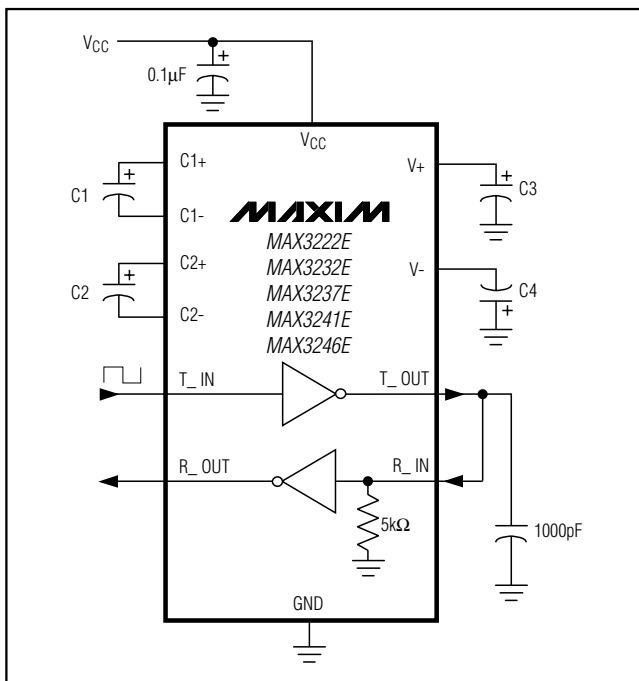 VCC
0.1µF
VCC
C1+
V+
C1
C3
C1-
MAXIM
MAX3222E
C2+
MAX3232E
V-
C2
MAX3237E
C4
C2-
MAX3241E
MAX3246E
T_ IN
T_ OUT
R_ OUT
R_ IN
5kΩ
1000pF
GND